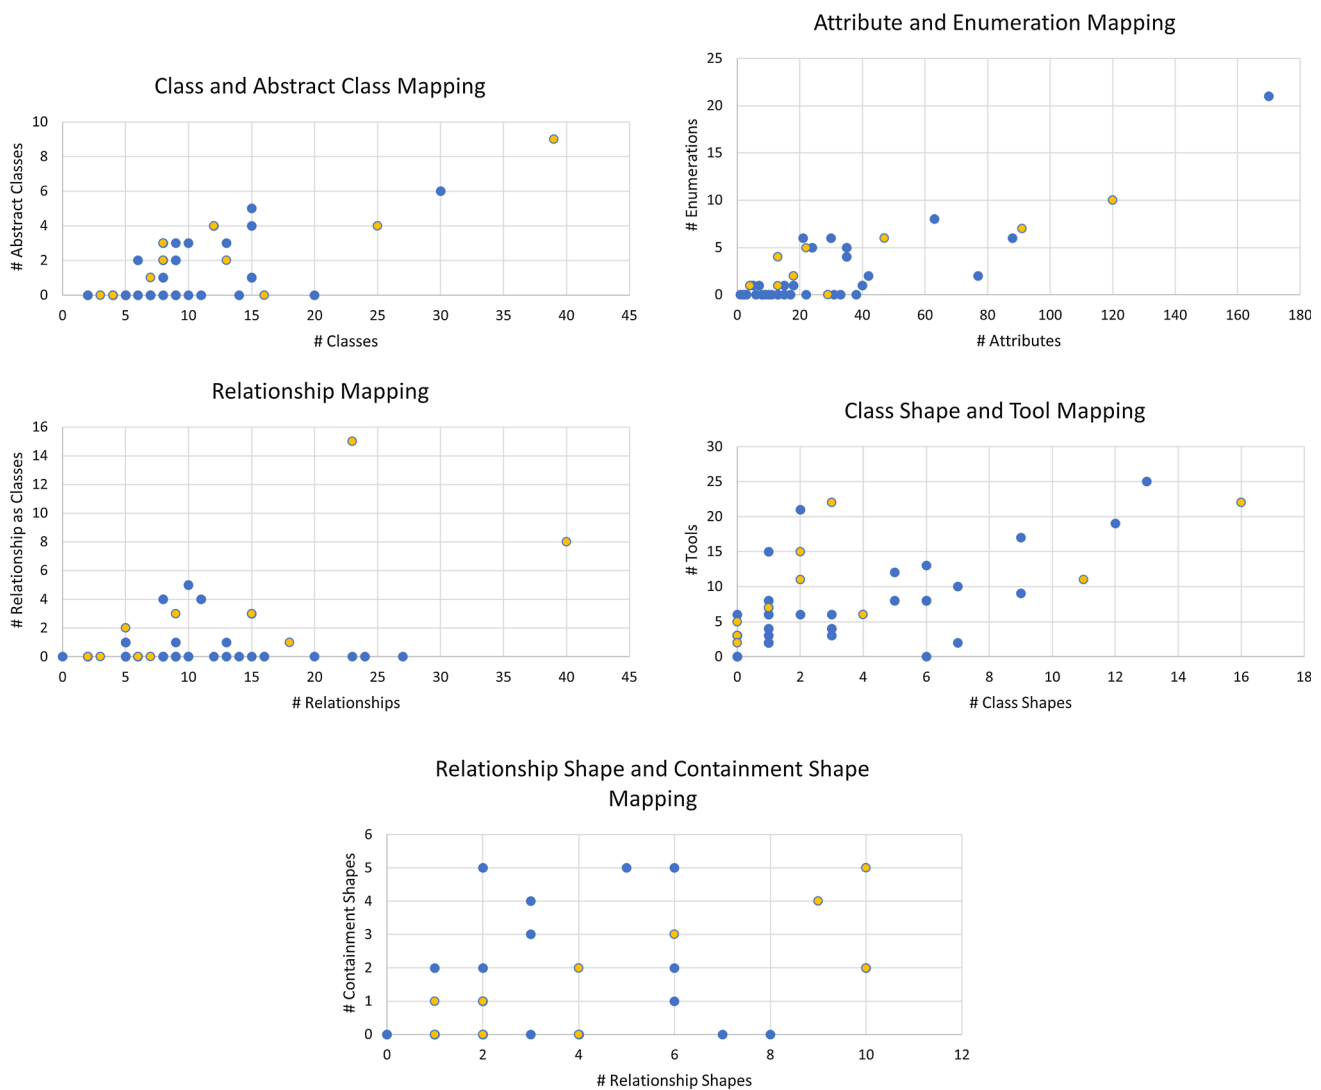 Class and Abstract Class Mapping
# Abstract Classes
10
8
6
4
2
0
0 5 10 15 20 25 30 35 40 45
# Classes
Attribute and Enumeration Mapping
# Enumerations
25
20
15
10
5
0
0 20 40 60 80 100 120 140 160 180
# Attributes
Relationship Mapping
# Relationship as Classes
16
14
12
10
8
6
4
2
0
0 5 10 15 20 25 30 35 40 45
# Relationships
Class Shape and Tool Mapping
# Tools
30
25
20
15
10
5
0
0 2 4 6 8 10 12 14 16 18
# Class Shapes
Relationship Shape and Containment Shape
Mapping
# Containment Shapes
6
5
4
3
2
1
0
0 2 4 6 8 10 12
# Relationship Shapes